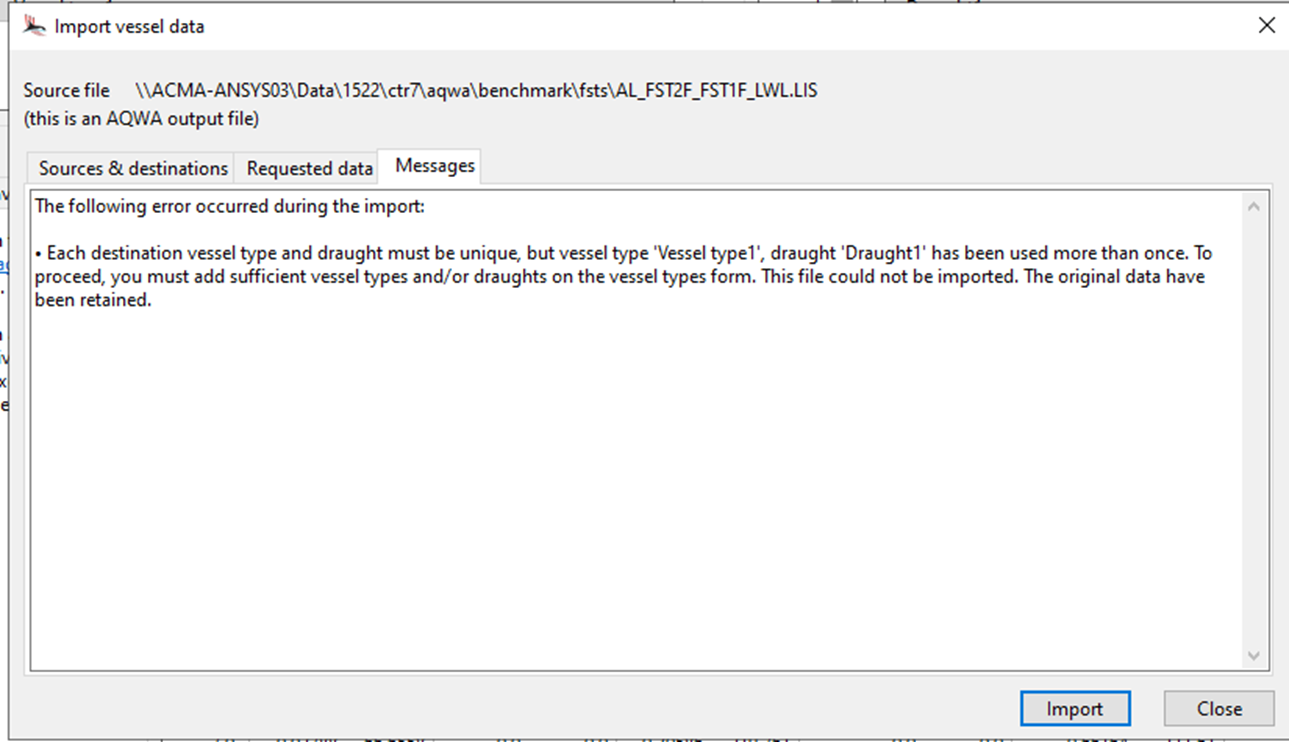 Import vessel data
Source file \\ACMA-ANSYS03\Data\1522\ctr7\aqwa\benchmark\fsts\AL_FST2F_FST1F_LWL.LIS
(this is an AQWA output file)
Sources & destinations Requested data Messages
The following error occurred during the import:
• Each destination vessel type and draught must be unique, but vessel type 'Vessel type1', draught 'Draught1' has been used more than once. To
proceed, you must add sufficient vessel types and/or draughts on the vessel types form. This file could not be imported. The original data have
been retained.
Import Close